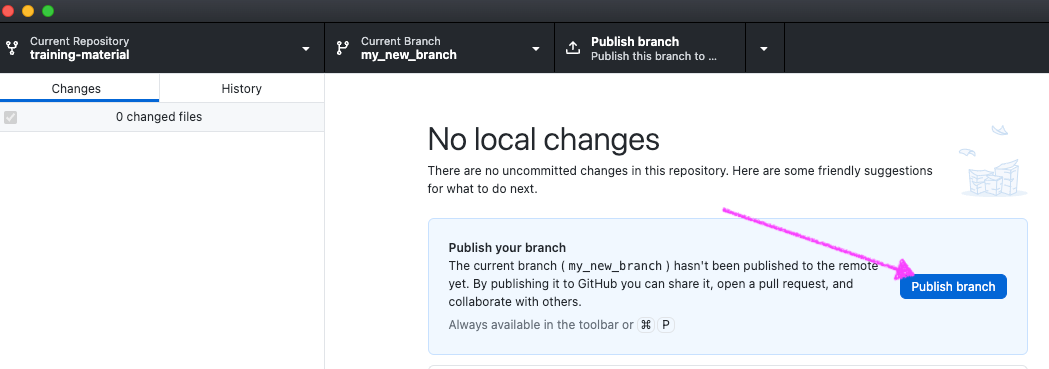 Current Repository
training-material
Current Branch
my_new_branch
Publish branch
Publish this branch to ...
Changes
History
0 changed files
No local changes
There are no uncommitted changes in this repository. Here are some friendly suggestions
for what to do next.
Publish your branch
The current branch ( my_new_branch ) hasn't been published to the remote
yet. By publishing it to GitHub you can share it, open a pull request, and
collaborate with others.
Publish branch
Always available in the toolbar or ⌘ P